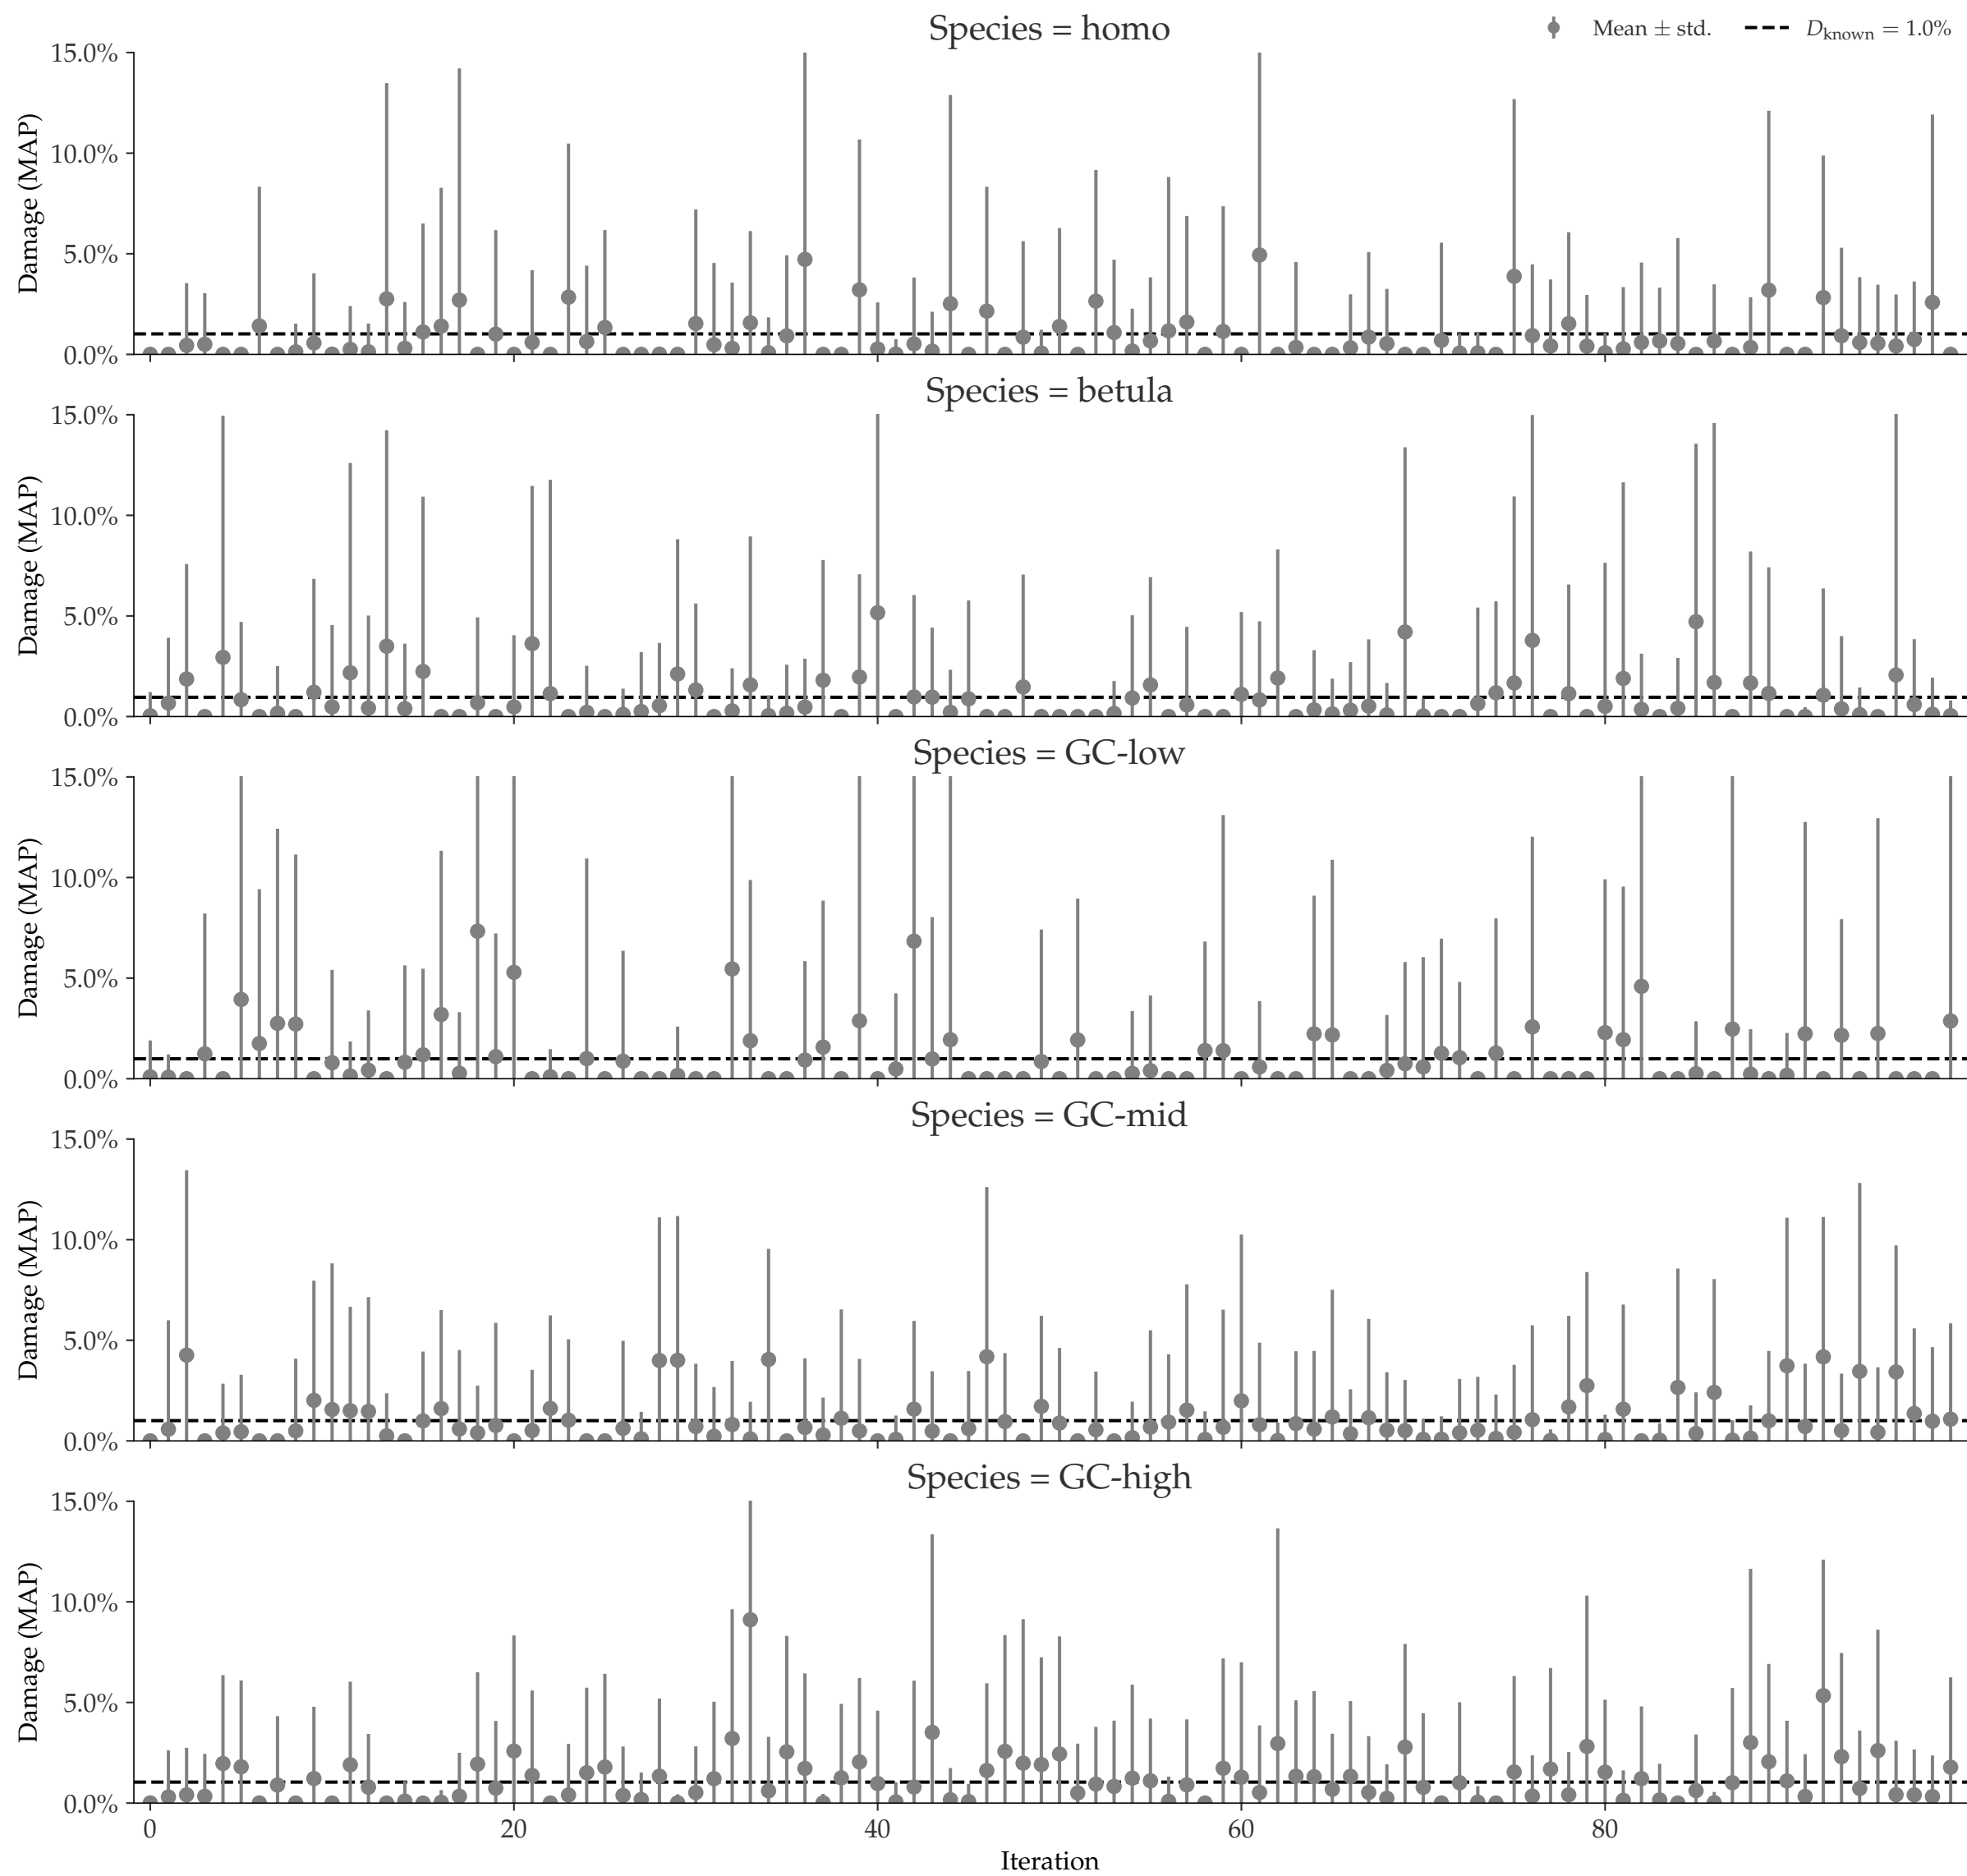 Species = homo
Mean ± std.
D_known = 1.0%
15.0%
10.0%
5.0%
0.0%
Damage (MAP)
Species = betula
15.0%
10.0%
5.0%
0.0%
Damage (MAP)
Species = GC-low
15.0%
10.0%
5.0%
0.0%
Damage (MAP)
Species = GC-mid
15.0%
10.0%
5.0%
0.0%
Damage (MAP)
Species = GC-high
15.0%
10.0%
5.0%
0.0%
Damage (MAP)
0 20 40 60 80
Iteration